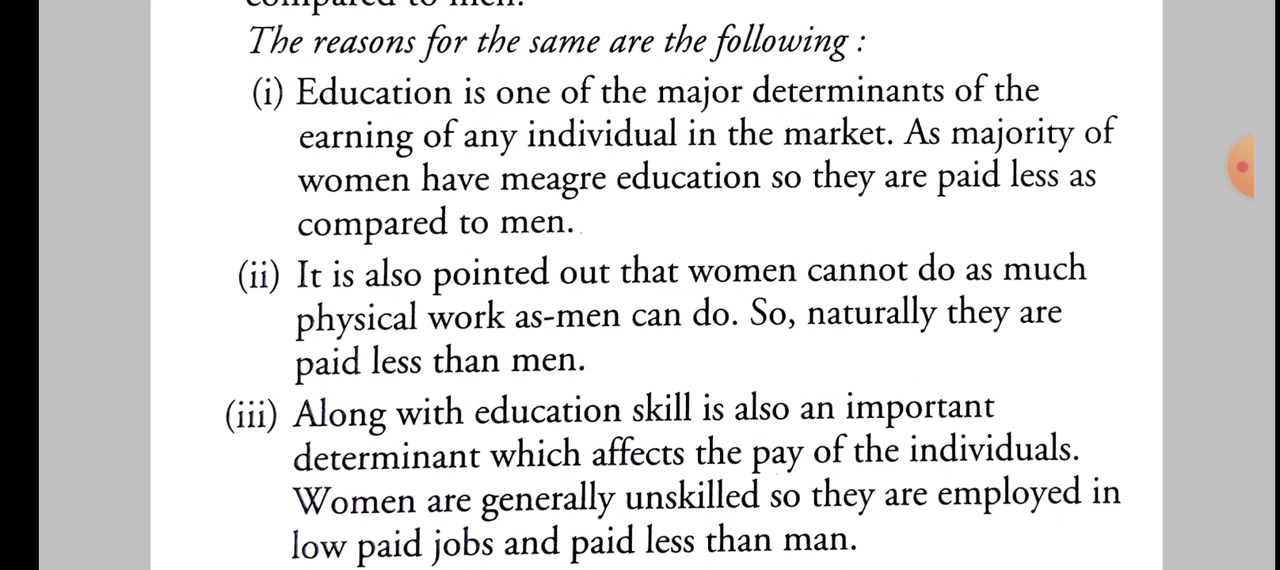 compared to men.
The reasons for the same are the following :
(i) Education is one of the major determinants of the
earning of any individual in the market. As majority of
women have meagre education so they are paid less as
compared to men.
(ii) It is also pointed out that women cannot do as much
physical work as-men can do. So, naturally they are
paid less than men.
(iii) Along with education skill is also an important
determinant which affects the pay of the individuals.
Women are generally unskilled so they are employed in
low paid jobs and paid less than man.